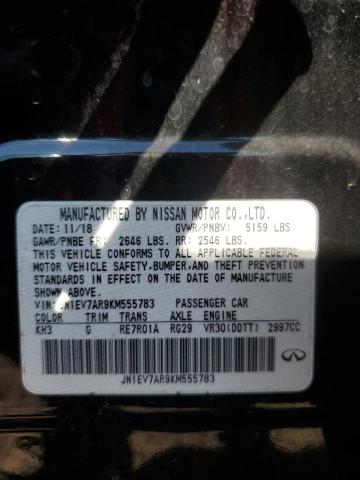 MANUFACTURED BY NISSAN MOTOR CO.,LTD.
DATE: 11/18 GVWR/PNBV: 5159 LBS.
GAWR/PNBE FR: 2646 LBS. RR: 2546 LBS.
THIS VEHICLE CONFORMS TO ALL APPLICABLE FEDERAL
MOTOR VEHICLE SAFETY, BUMPER, AND THEFT PREVENTION
STANDARDS IN EFFECT ON THE DATE OF MANUFACTURE
SHOWN ABOVE.
VIN: JN1EV7AR9KM555783 PASSENGER CAR
COLOR TRIM TRANS AXLE ENGINE
KH3 G RE7R01A RG29 VR30(DDTT) 2997CC
JN1EV7AR9KM555783